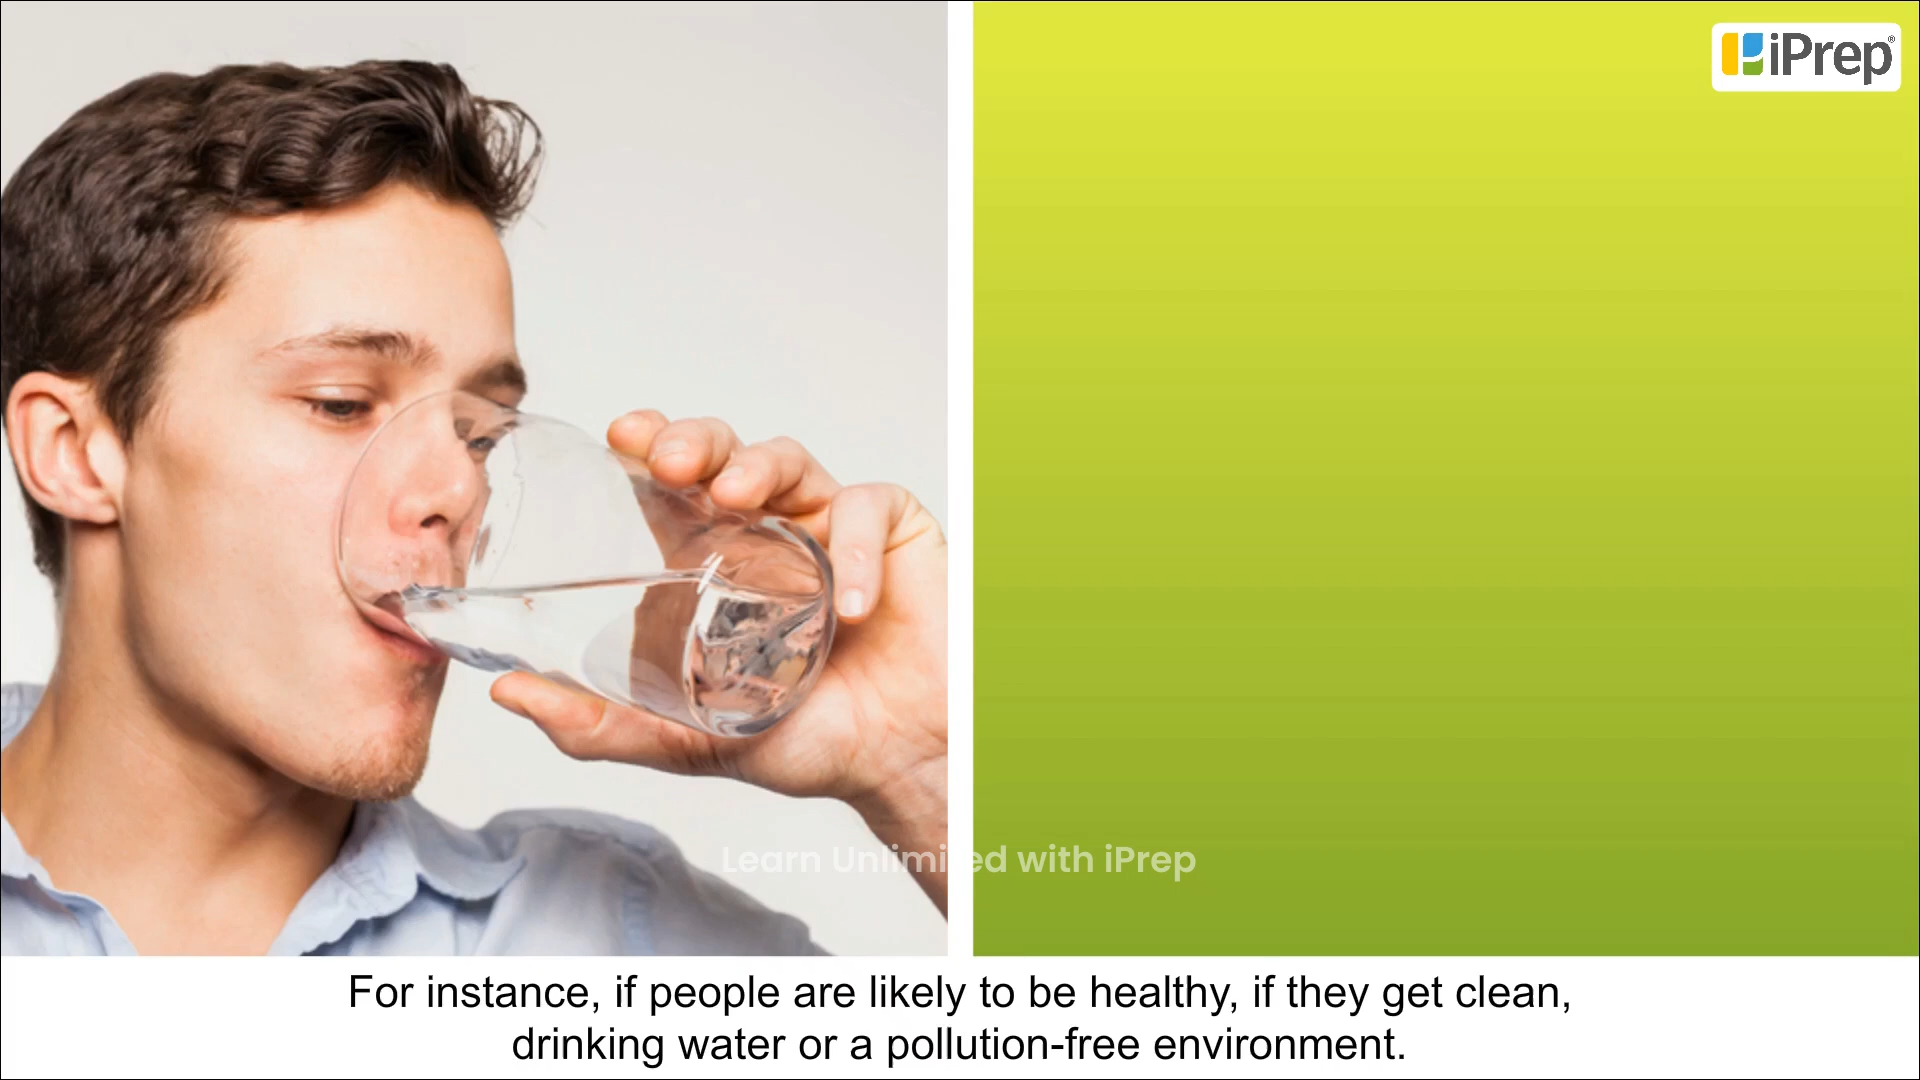 iPrep®
Learn Unlimited with iPrep
For instance, if people are likely to be healthy, if they get clean,
drinking water or a pollution-free environment.